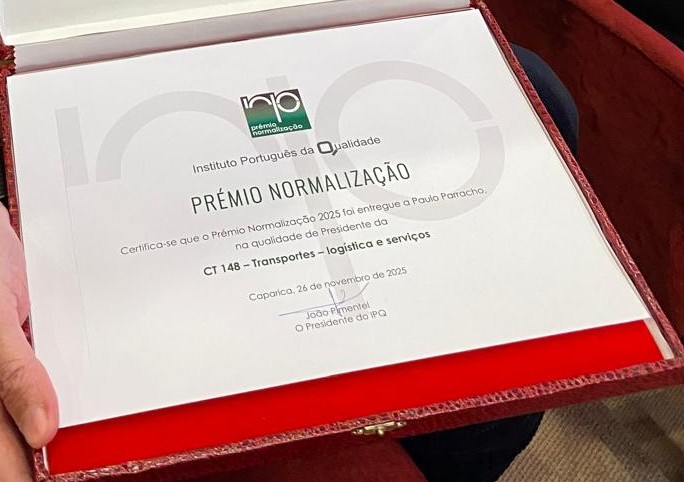 prémio
normalização
Instituto Português da Qualidade
PRÉMIO NORMALIZAÇÃO
Certifica-se que o Prémio Normalização 2025 foi entregue a Paulo Parracho,
na qualidade de Presidente da
CT 148 – Transportes – logística e serviços
Caparica, 26 de novembro de 2025
João Pimentel
O Presidente do IPQ